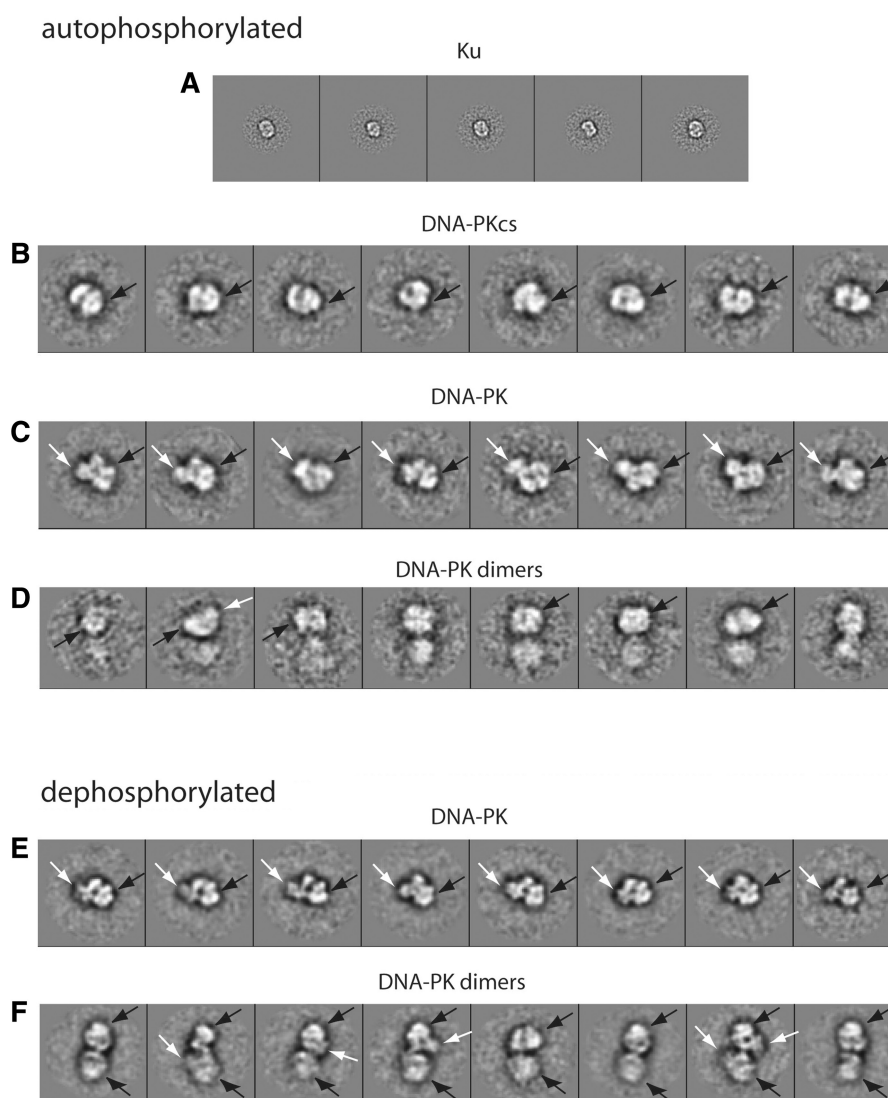 autophosphorylated
Ku
A
DNA-PKcs
B
DNA-PK
C
DNA-PK dimers
D
dephosphorylated
DNA-PK
E
DNA-PK dimers
F